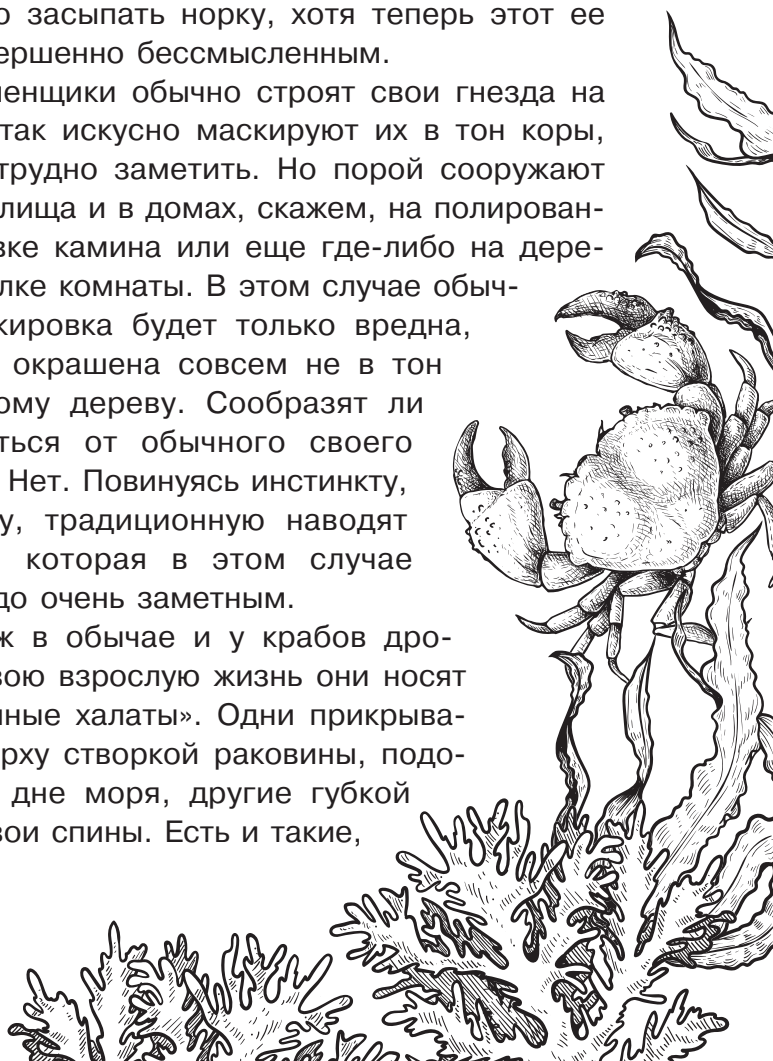 о засыпать норку, хотя теперь этот ее
ершенно бессмысленным.
енщики обычно строят свои гнезда на
так искусно маскируют их в тон коры,
трудно заметить. Но порой сооружают
лища и в домах, скажем, на полирован-
вке камина или еще где-либо на дере-
лке комнаты. В этом случае обыч-
кировка будет только вредна,
окрашена совсем не в тон
ому дереву. Сообразят ли
ться от обычного своего
Нет. Повинуясь инстинкту,
у, традиционную наводят
которая в этом случае
до очень заметным.
ж в обычае и у крабов дро-
вою взрослую жизнь они носят
ные халаты». Одни прикрыва-
рху створкой раковины, подо-
дне моря, другие губкой
вои спины. Есть и такие,